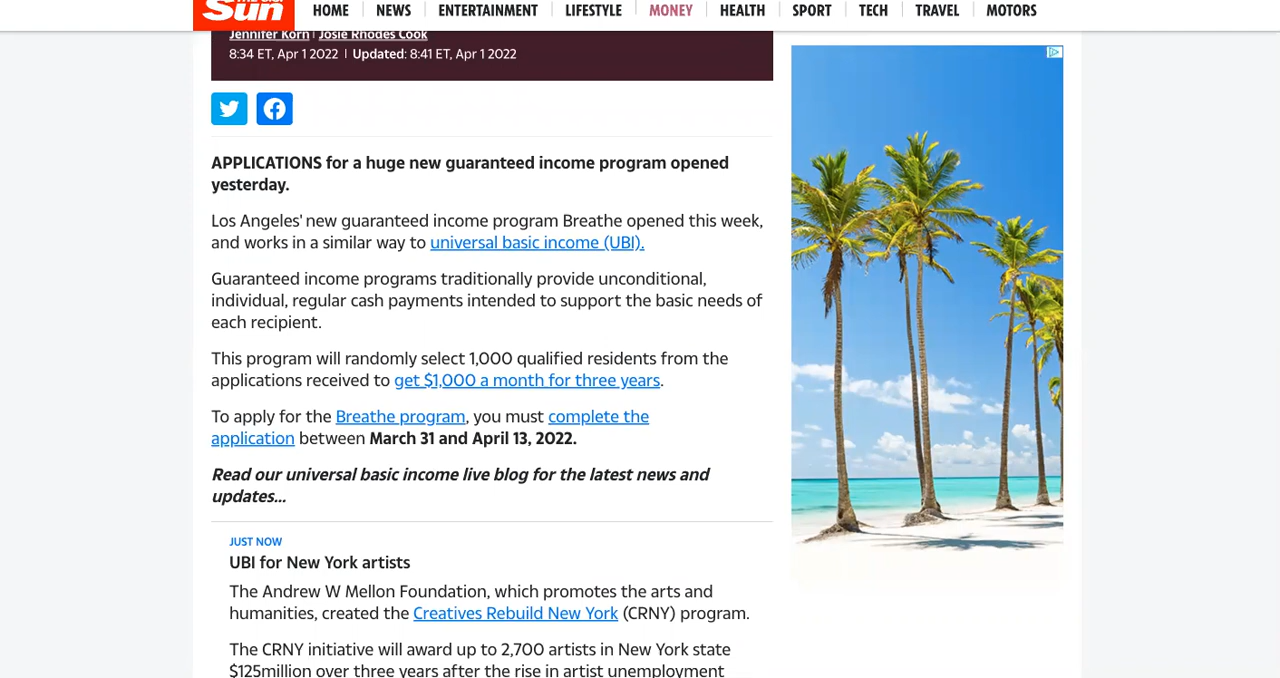 Sun
HOME NEWS ENTERTAINMENT LIFESTYLE MONEY HEALTH SPORT TECH TRAVEL MOTORS
Jennifer Korn | Josie Rhodes Cook
8:34 ET, Apr 1 2022 | Updated: 8:41 ET, Apr 1 2022
APPLICATIONS for a huge new guaranteed income program opened
yesterday.
Los Angeles' new guaranteed income program Breathe opened this week,
and works in a similar way to universal basic income (UBI).
Guaranteed income programs traditionally provide unconditional,
individual, regular cash payments intended to support the basic needs of
each recipient.
This program will randomly select 1,000 qualified residents from the
applications received to get $1,000 a month for three years.
To apply for the Breathe program, you must complete the
application between March 31 and April 13, 2022.
Read our universal basic income live blog for the latest news and
updates...
JUST NOW
UBI for New York artists
The Andrew W Mellon Foundation, which promotes the arts and
humanities, created the Creatives Rebuild New York (CRNY) program.
The CRNY initiative will award up to 2,700 artists in New York state
$125million over three years after the rise in artist unemployment